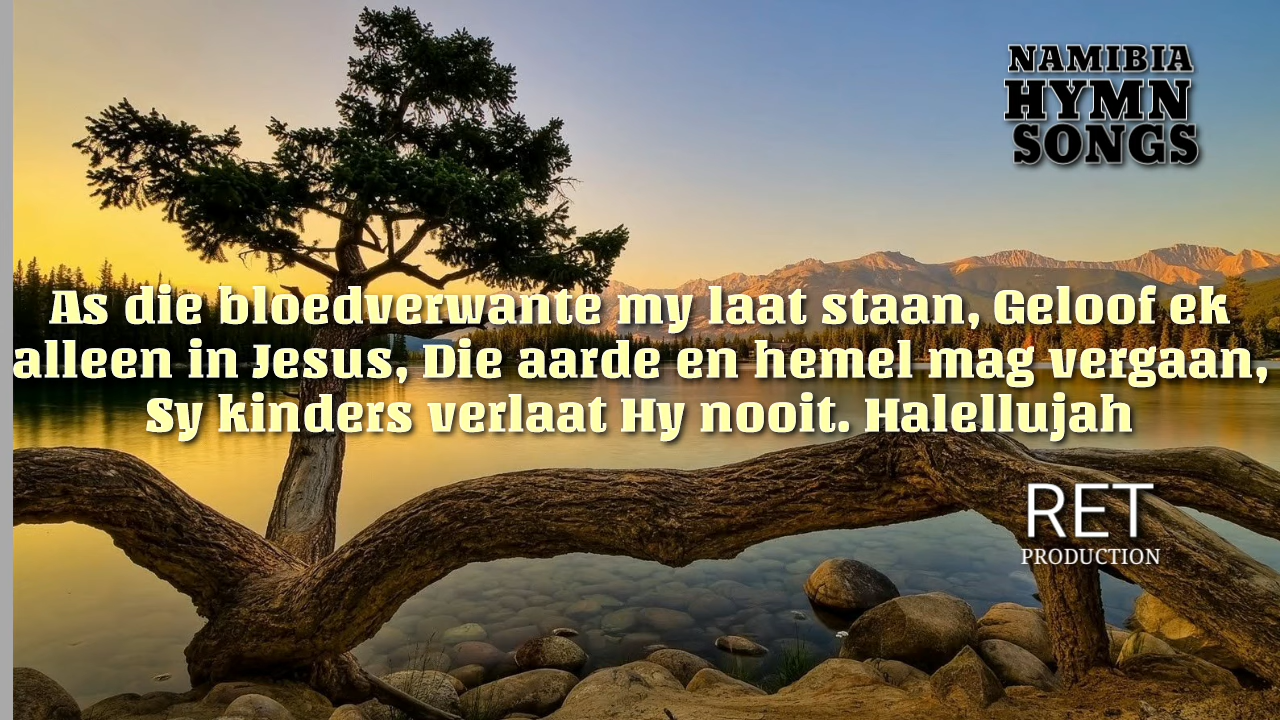 NAMIBIA
HYMN
SONGS
As die bloedverwante my laat staan, Geloof ek
alleen in Jesus, Die aarde en hemel mag vergaan,
Sy kinders verlaat Hy nooit. Halellujah
RET
PRODUCTION